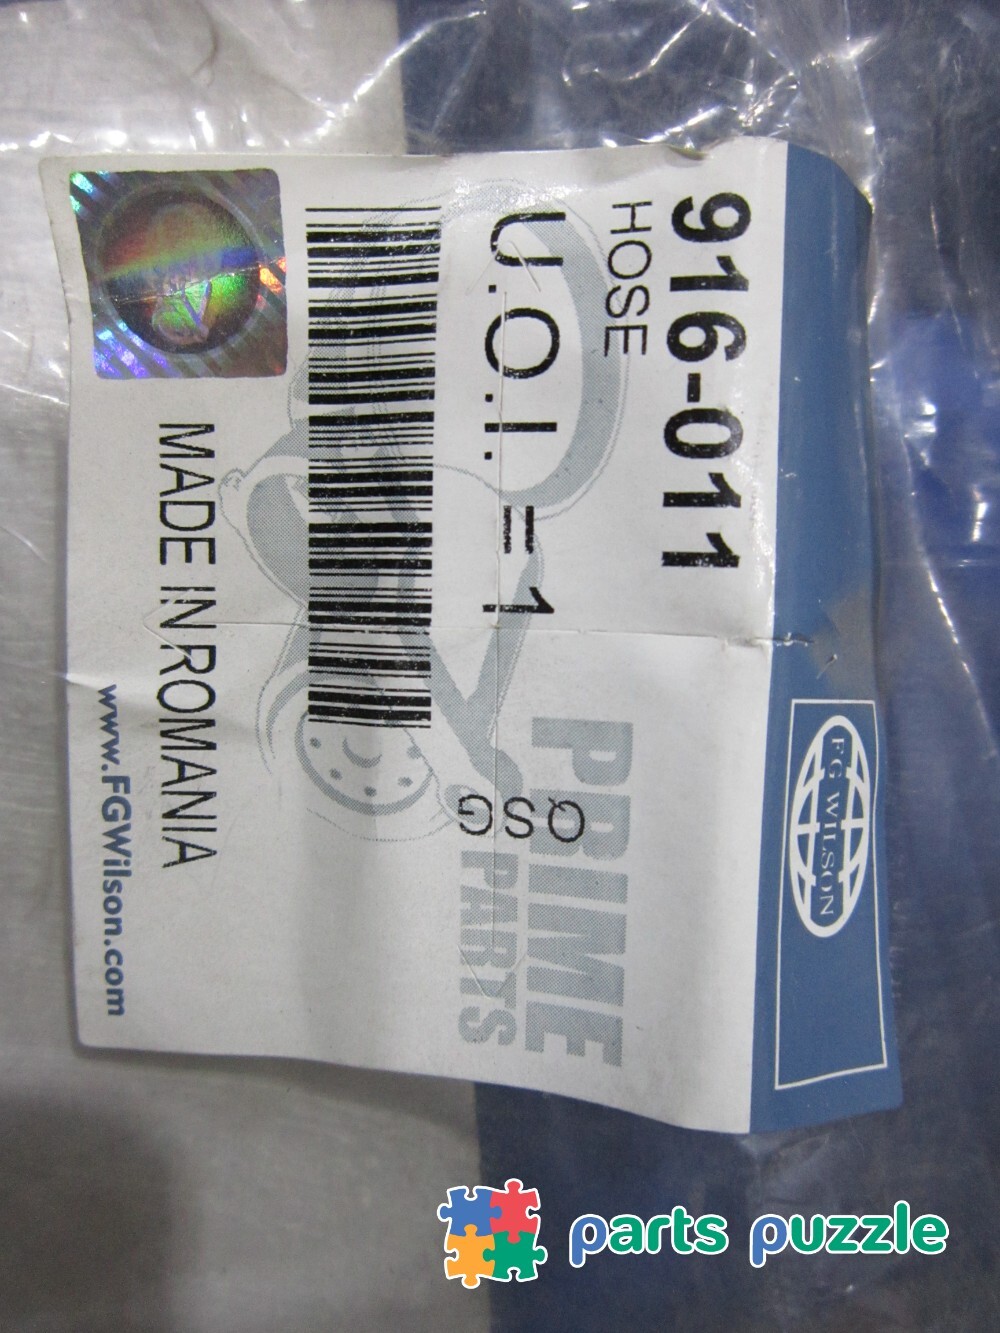 FG WILSON
916-011
HOSE
U.O.I. = 1
PRIME
PARTS
QSG
MADE IN ROMANIA
www.FGWilson.com
parts puzzle